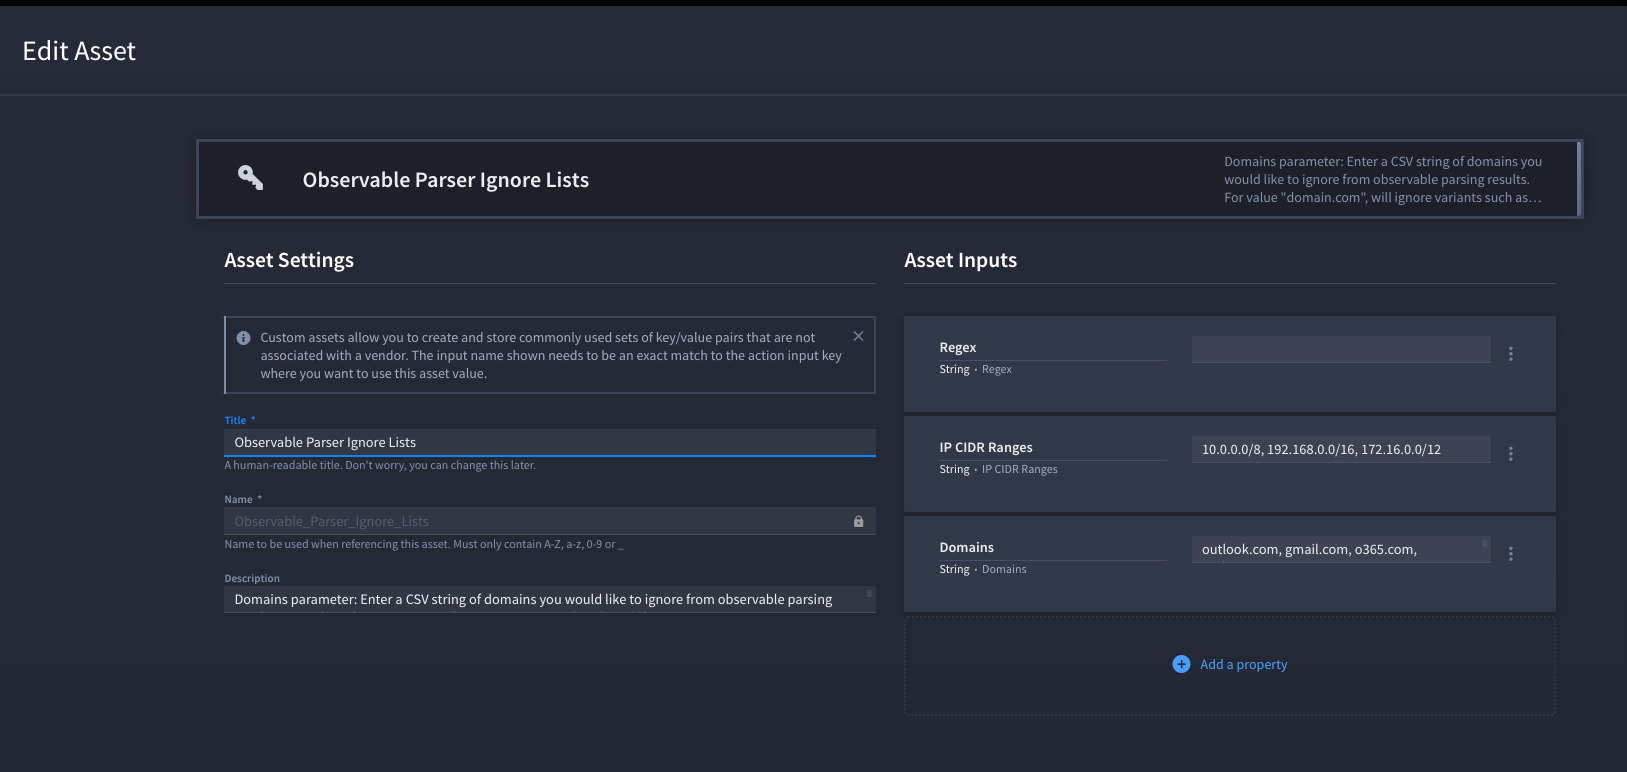 Edit Asset
Observable Parser Ignore Lists
Domains parameter: Enter a CSV string of domains you
would like to ignore from observable parsing results.
For value "domain.com", will ignore variants such as…
Asset Settings
Custom assets allow you to create and store commonly used sets of key/value pairs that are not
associated with a vendor. The input name shown needs to be an exact match to the action input key
where you want to use this asset value.
Title *
Observable Parser Ignore Lists
A human-readable title. Don't worry, you can change this later.
Name *
Observable_Parser_Ignore_Lists
Name to be used when referencing this asset. Must only contain A-Z, a-z, 0-9 or _
Description
Domains parameter: Enter a CSV string of domains you would like to ignore from observable parsing
Asset Inputs
Regex
String • Regex
IP CIDR Ranges
10.0.0.0/8, 192.168.0.0/16, 172.16.0.0/12
String • IP CIDR Ranges
Domains
outlook.com, gmail.com, o365.com,
String • Domains
Add a property